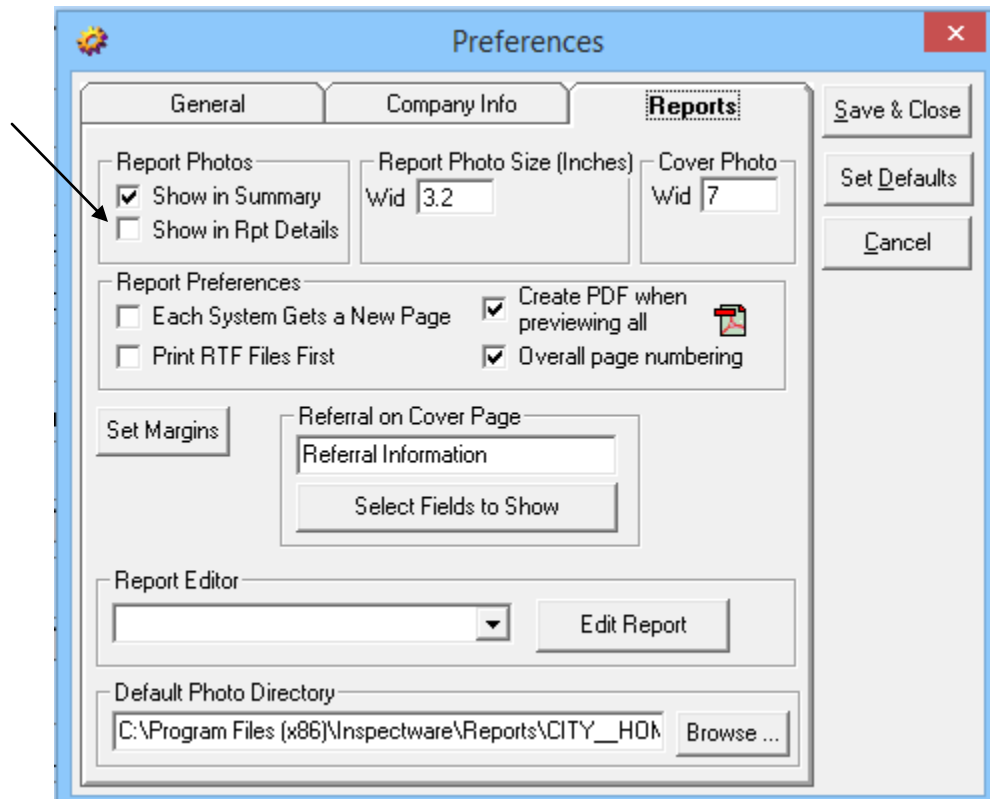 Preferences
General Company Info Reports
Save & Close
Set Defaults
Cancel
Report Photos
Show in Summary
Show in Rpt Details
Report Photo Size (Inches)
Wid 3.2
Cover Photo
Wid 7
Report Preferences
Each System Gets a New Page
Print RTF Files First
Create PDF when
previewing all
Overall page numbering
Set Margins
Referral on Cover Page
Referral Information
Select Fields to Show
Report Editor
Edit Report
Default Photo Directory
C:\Program Files (x86)\Inspectware\Reports\CITY__HOM
Browse ...